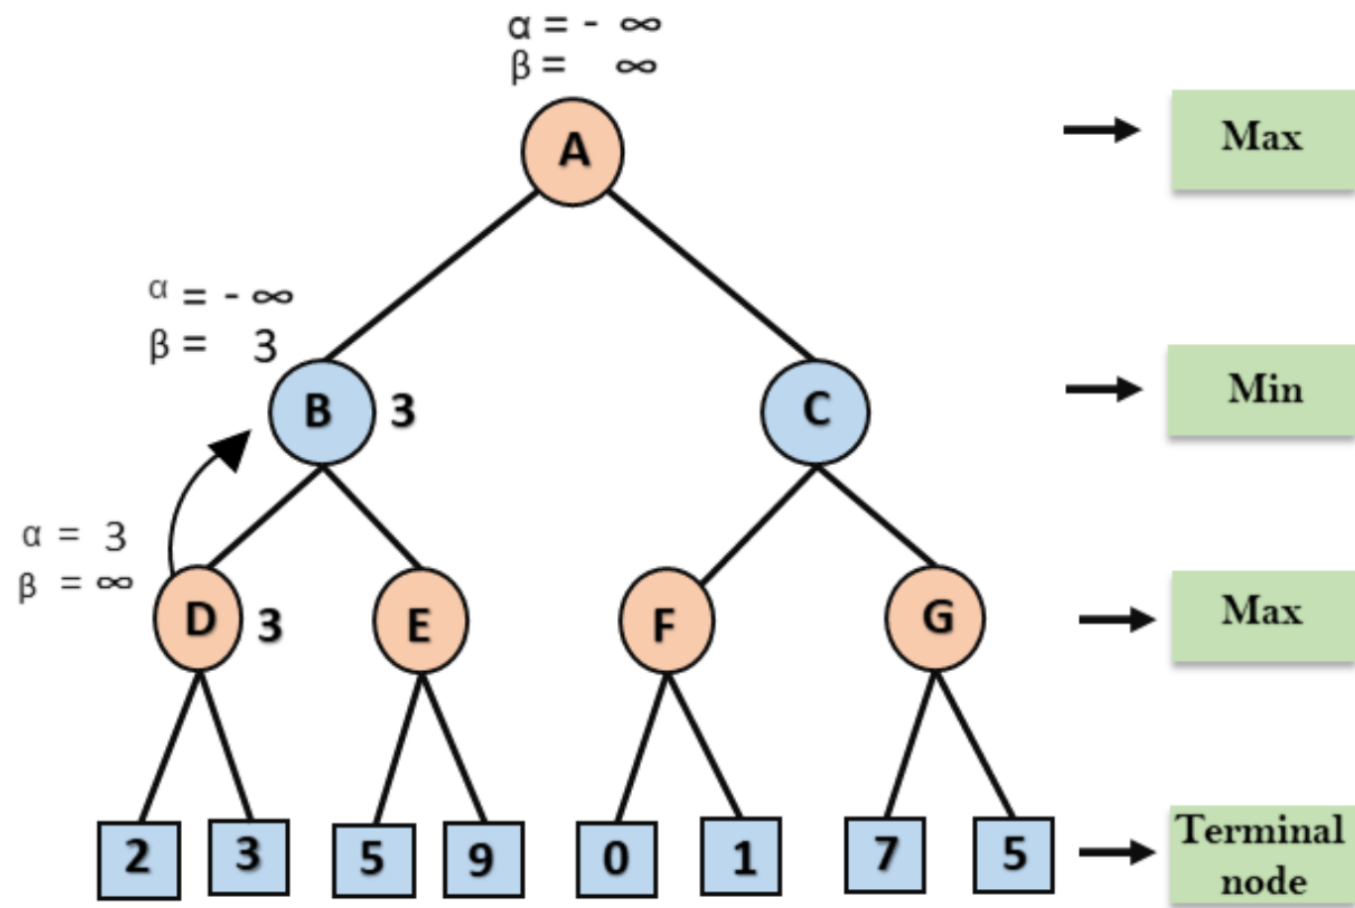 α = - ∞
β = ∞
A
Max
α = - ∞
β = 3
B 3
C
Min
α = 3
β = ∞
D 3
E
F
G
Max
2 3 5 9 0 1 7 5
Terminal
node